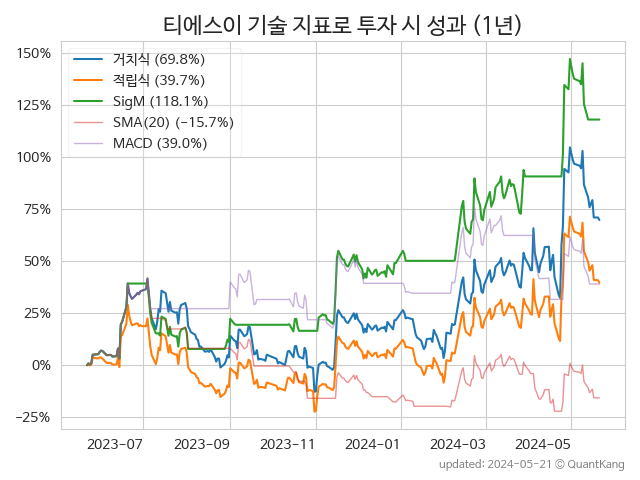 티에스이 기술 지표로 투자 시 성과 (1년)
150%
125%
100%
75%
50%
25%
0%
−25%
거치식 (69.8%)
적립식 (39.7%)
SigM (118.1%)
SMA(20) (-15.7%)
MACD (39.0%)
2023-07 2023-09 2023-11 2024-01 2024-03 2024-05
updated: 2024-05-21 © QuantKang